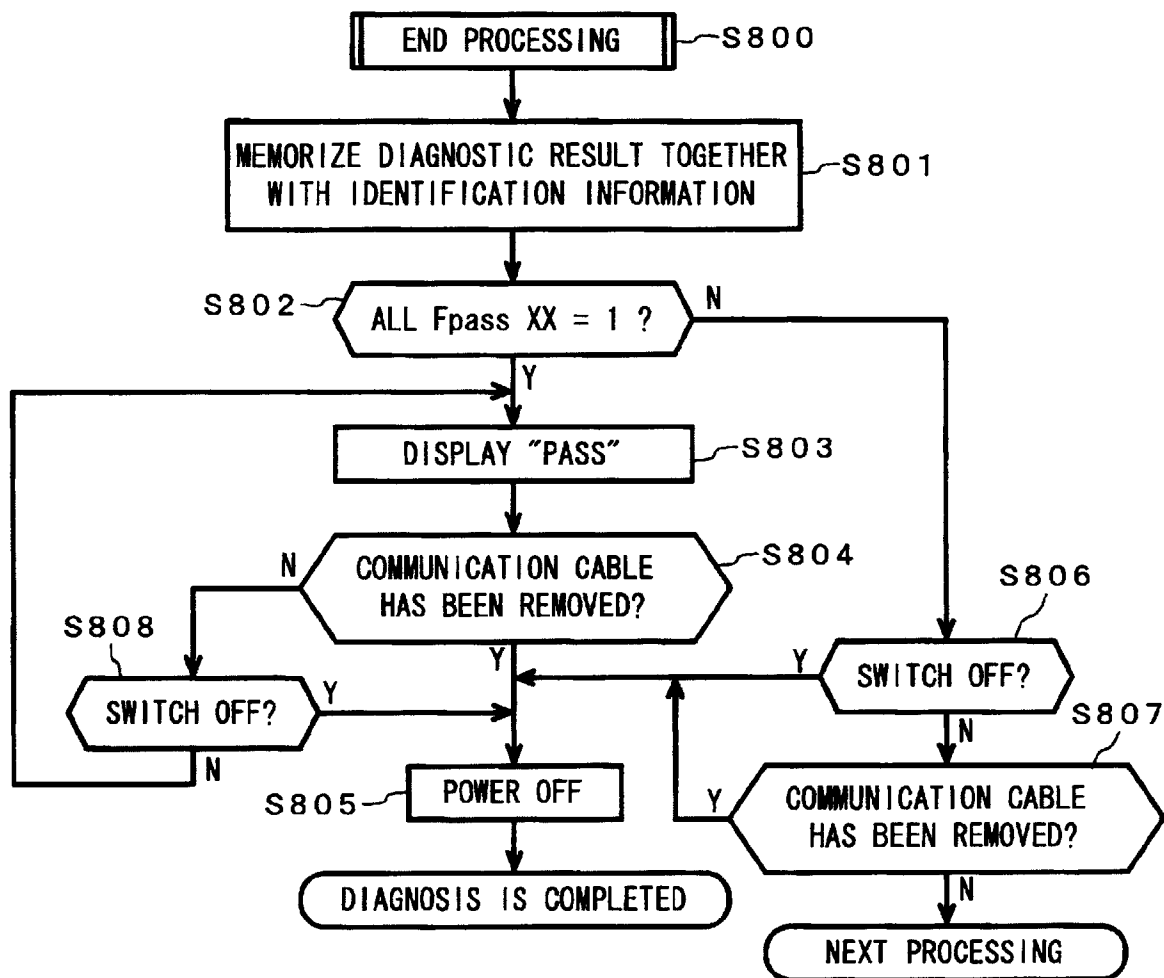 END PROCESSING
S800
MEMORIZE DIAGNOSTIC RESULT TOGETHER
WITH IDENTIFICATION INFORMATION
S801
S802
ALL Fpass XX = 1 ?
N
Y
DISPLAY "PASS"
S803
N
COMMUNICATION CABLE
HAS BEEN REMOVED?
S804
Y
S808
SWITCH OFF?
Y
N
S806
Y
SWITCH OFF?
N
S807
Y
COMMUNICATION CABLE
HAS BEEN REMOVED?
N
S805
POWER OFF
DIAGNOSIS IS COMPLETED
NEXT PROCESSING